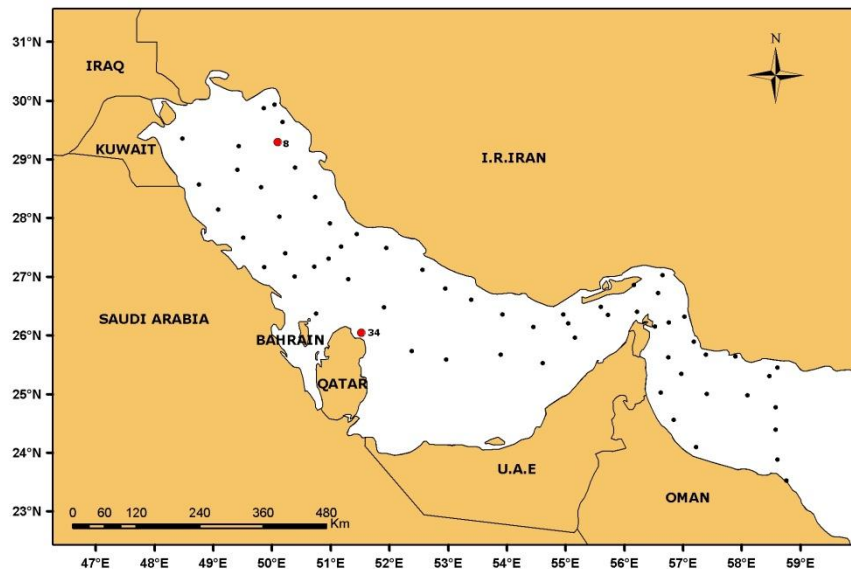 N
31°N
IRAQ
30°N
KUWAIT
8
29°N
I.R.IRAN
28°N
27°N
SAUDI ARABIA
26°N
BAHRAIN
34
QATAR
25°N
24°N
U.A.E
OMAN
23°N
0 60 120 240 360 480
Km
47°E 48°E 49°E 50°E 51°E 52°E 53°E 54°E 55°E 56°E 57°E 58°E 59°E